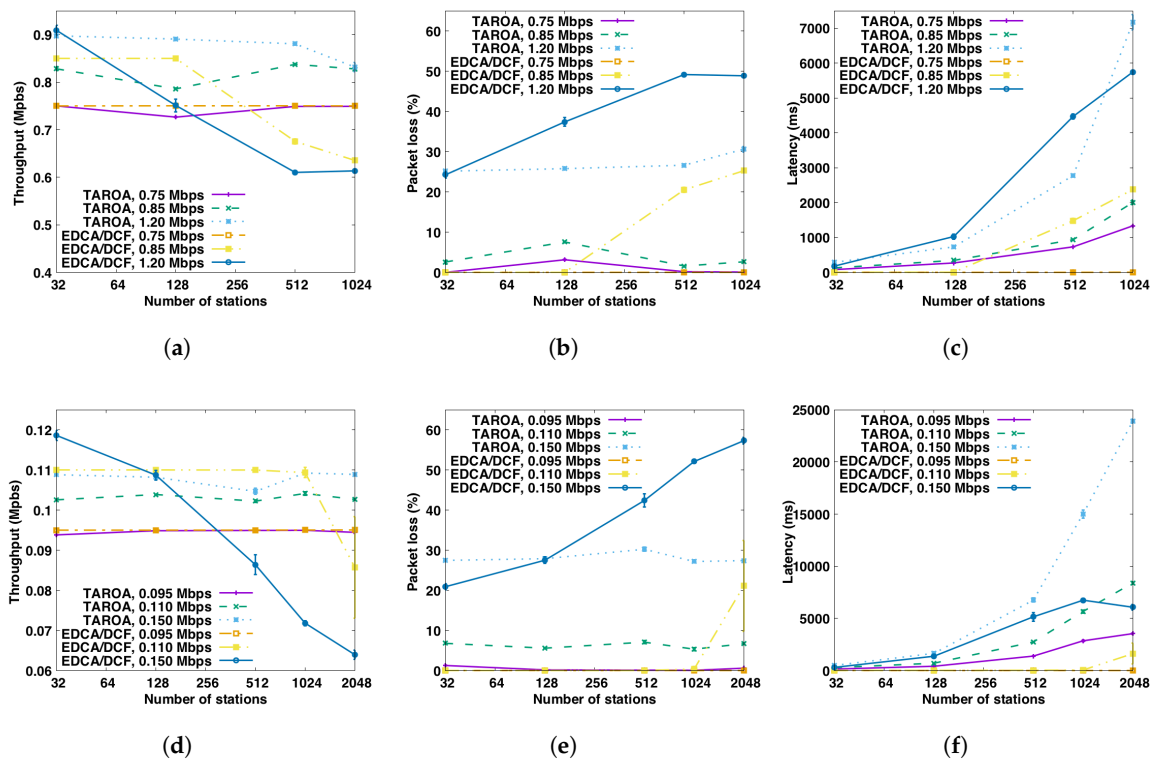 0.9
0.8
0.7
0.6
0.5
0.4
Throughput (Mpbs)
TAROA, 0.75 Mbps
TAROA, 0.85 Mbps
TAROA, 1.20 Mbps
EDCA/DCF, 0.75 Mbps
EDCA/DCF, 0.85 Mbps
EDCA/DCF, 1.20 Mbps
32 64 128 256 512 1024
Number of stations
(a)
60
50
40
30
20
10
0
Packet loss (%)
TAROA, 0.75 Mbps
TAROA, 0.85 Mbps
TAROA, 1.20 Mbps
EDCA/DCF, 0.75 Mbps
EDCA/DCF, 0.85 Mbps
EDCA/DCF, 1.20 Mbps
32 64 128 256 512 1024
Number of stations
(b)
7000
6000
5000
4000
3000
2000
1000
0
Latency (ms)
TAROA, 0.75 Mbps
TAROA, 0.85 Mbps
TAROA, 1.20 Mbps
EDCA/DCF, 0.75 Mbps
EDCA/DCF, 0.85 Mbps
EDCA/DCF, 1.20 Mbps
32 64 128 256 512 1024
Number of stations
(c)
0.12
0.11
0.1
0.09
0.08
0.07
0.06
Throughput (Mpbs)
TAROA, 0.095 Mbps
TAROA, 0.110 Mbps
TAROA, 0.150 Mbps
EDCA/DCF, 0.095 Mbps
EDCA/DCF, 0.110 Mbps
EDCA/DCF, 0.150 Mbps
32 64 128 256 512 1024 2048
Number of stations
(d)
60
50
40
30
20
10
0
Packet loss (%)
TAROA, 0.095 Mbps
TAROA, 0.110 Mbps
TAROA, 0.150 Mbps
EDCA/DCF, 0.095 Mbps
EDCA/DCF, 0.110 Mbps
EDCA/DCF, 0.150 Mbps
32 64 128 256 512 1024 2048
Number of stations
(e)
25000
20000
15000
10000
5000
0
Latency (ms)
TAROA, 0.095 Mbps
TAROA, 0.110 Mbps
TAROA, 0.150 Mbps
EDCA/DCF, 0.095 Mbps
EDCA/DCF, 0.110 Mbps
EDCA/DCF, 0.150 Mbps
32 64 128 256 512 1024 2048
Number of stations
(f)